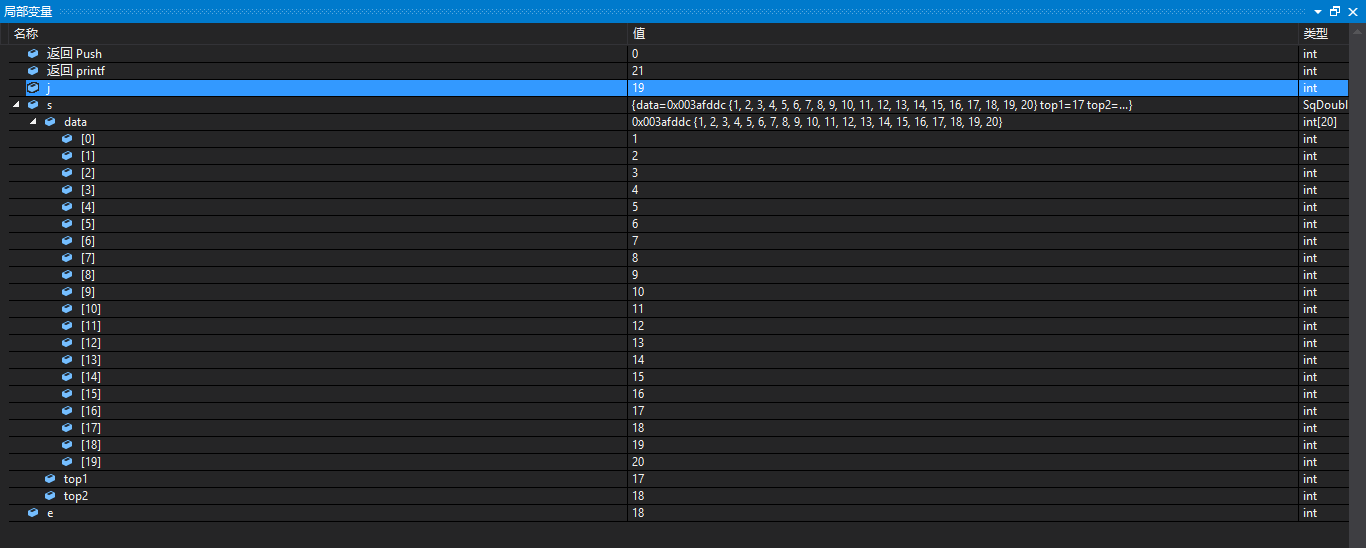 局部变量
名称 值 类型
返回 Push 0 int
返回 printf 21 int
j 19 int
s {data=0x003afddc {1, 2, 3, 4, 5, 6, 7, 8, 9, 10, 11, 12, 13, 14, 15, 16, 17, 18, 19, 20} top1=17 top2=...} SqDoubl
data 0x003afddc {1, 2, 3, 4, 5, 6, 7, 8, 9, 10, 11, 12, 13, 14, 15, 16, 17, 18, 19, 20} int[20]
[0] 1 int
[1] 2 int
[2] 3 int
[3] 4 int
[4] 5 int
[5] 6 int
[6] 7 int
[7] 8 int
[8] 9 int
[9] 10 int
[10] 11 int
[11] 12 int
[12] 13 int
[13] 14 int
[14] 15 int
[15] 16 int
[16] 17 int
[17] 18 int
[18] 19 int
[19] 20 int
top1 17 int
top2 18 int
e 18 int